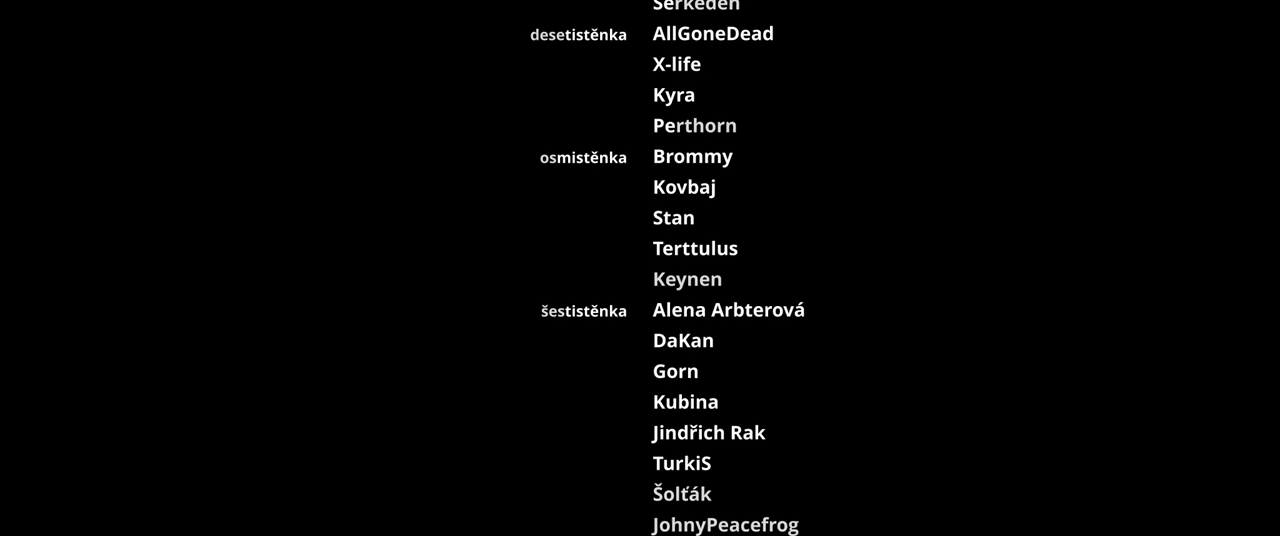 Serkeden
desetistěnka AllGoneDead
X-life
Kyra
Perthorn
osmistěnka Brommy
Kovbaj
Stan
Terttulus
Keynen
šestistěnka Alena Arbterová
DaKan
Gorn
Kubina
Jindřich Rak
TurkiS
Šolťák
JohnyPeacefrog